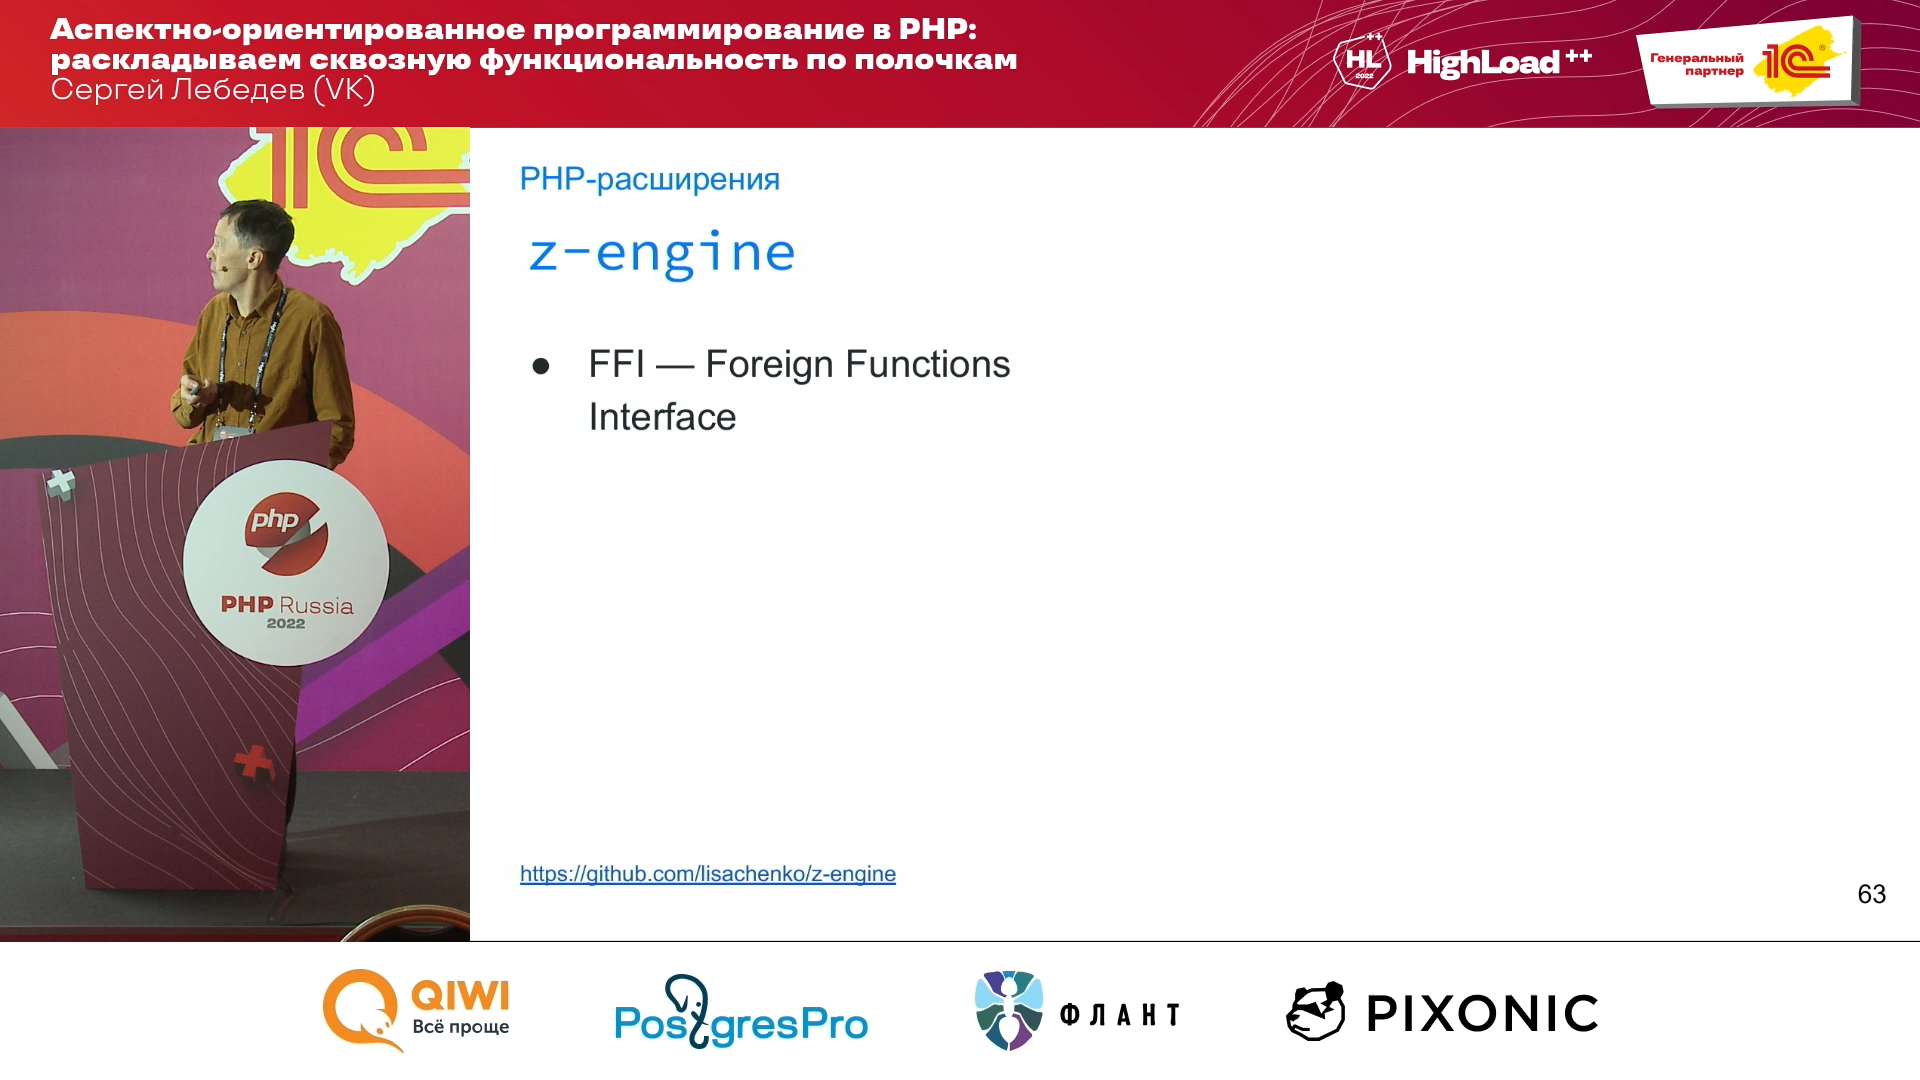 Аспектно-ориентированное программирование в PHP:
раскладываем сквозную функциональность по полочкам
Сергей Лебедев (VK)
HL++
2022
HighLoad++
Генеральный
партнер
1С®
PHP-расширения
z-engine
● FFI — Foreign Functions
Interface
php
PHP Russia
2022
https://github.com/lisachenko/z-engine
63
QIWI
Всё проще
PostgresPro
ФЛАНТ
PIXONIC